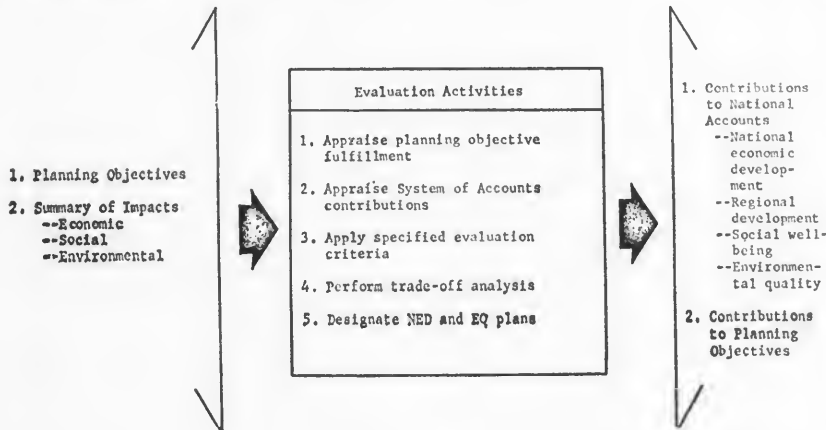 1. Planning Objectives
2. Summary of Impacts
--Economic
--Social
--Environmental
Evaluation Activities
1. Appraise planning objective
fulfillment
2. Appraise System of Accounts
contributions
3. Apply specified evaluation
criteria
4. Perform trade-off analysis
5. Designate NED and EQ plans
1. Contributions
to National
Accounts
--National
economic
develop-
ment
--Regional
development
--Social well-
being
--Environmen-
tal quality
2. Contributions
to Planning
Objectives